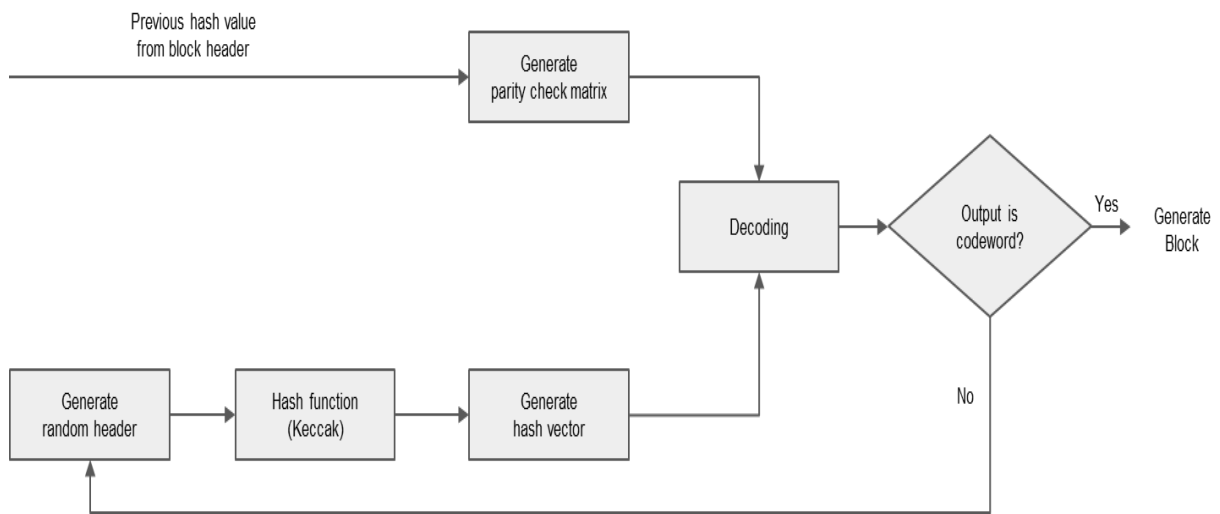 Previous hash value
from block header
Generate
parity check matrix
Decoding
Output is
codeword?
Yes
Generate
Block
No
Generate
random header
Hash function
(Keccak)
Generate
hash vector